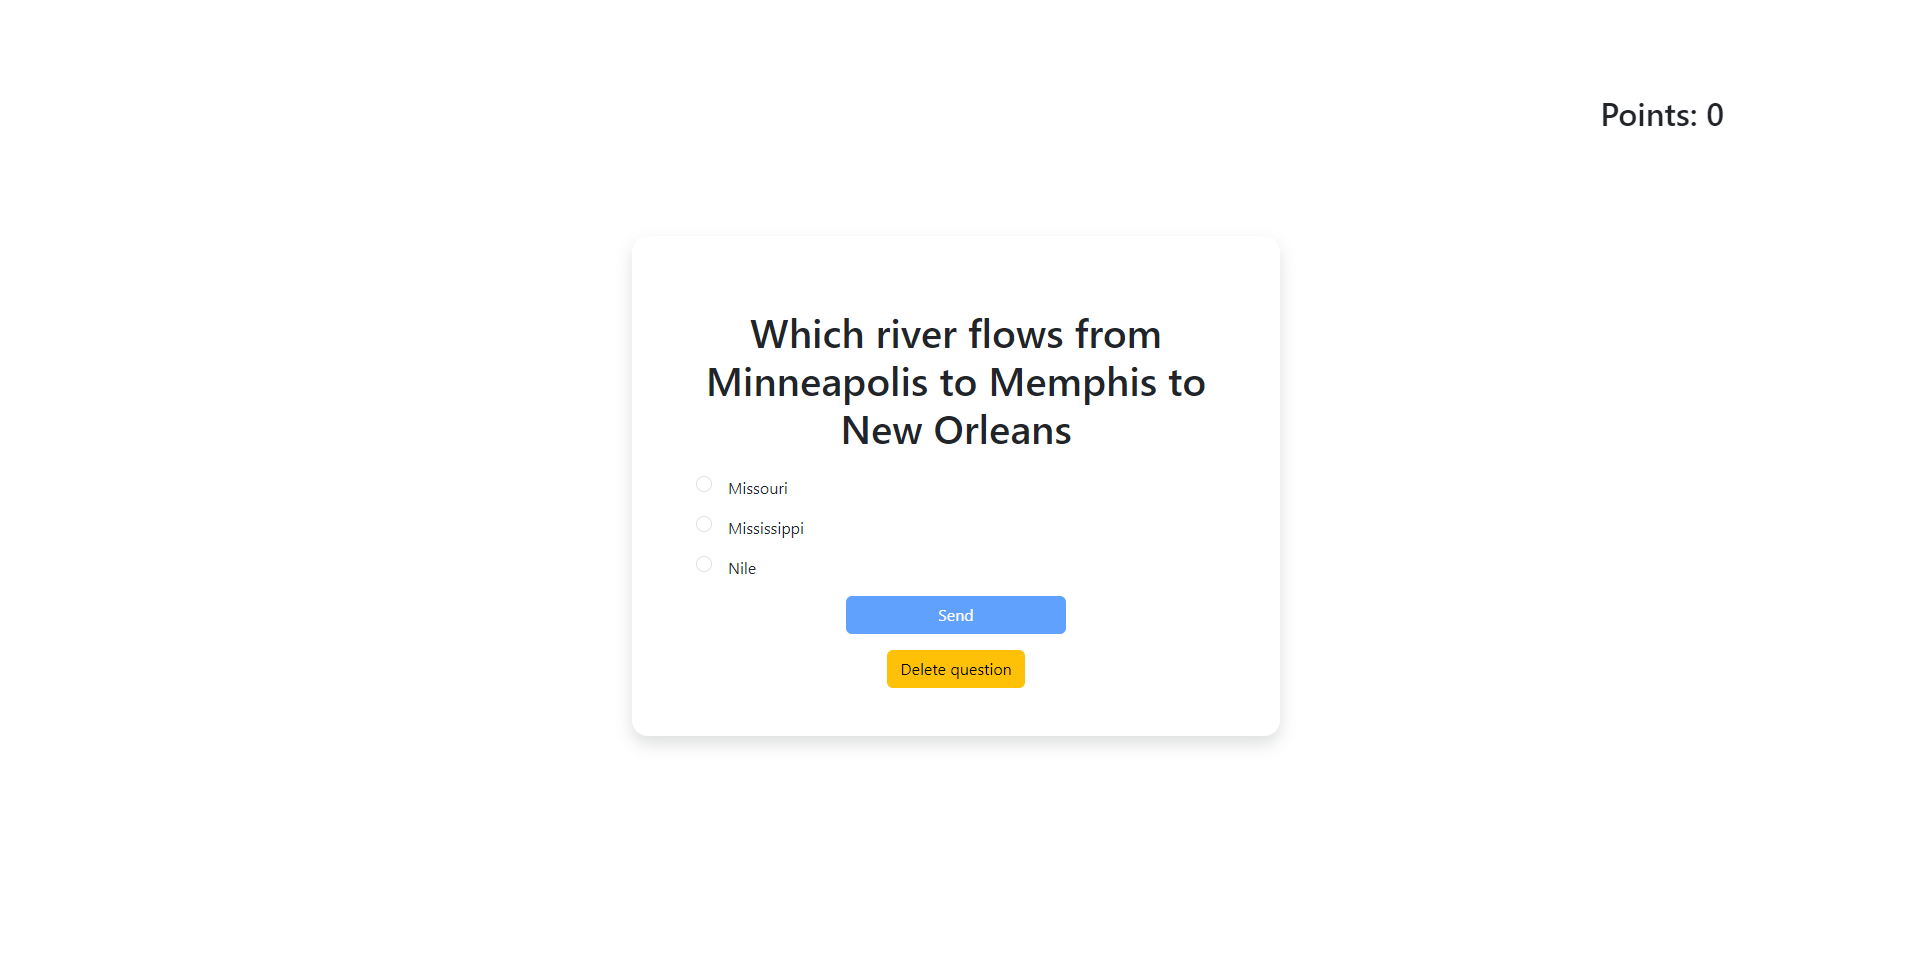 Points: 0
Which river flows from
Minneapolis to Memphis to
New Orleans
Missouri
Mississippi
Nile
Send
Delete question